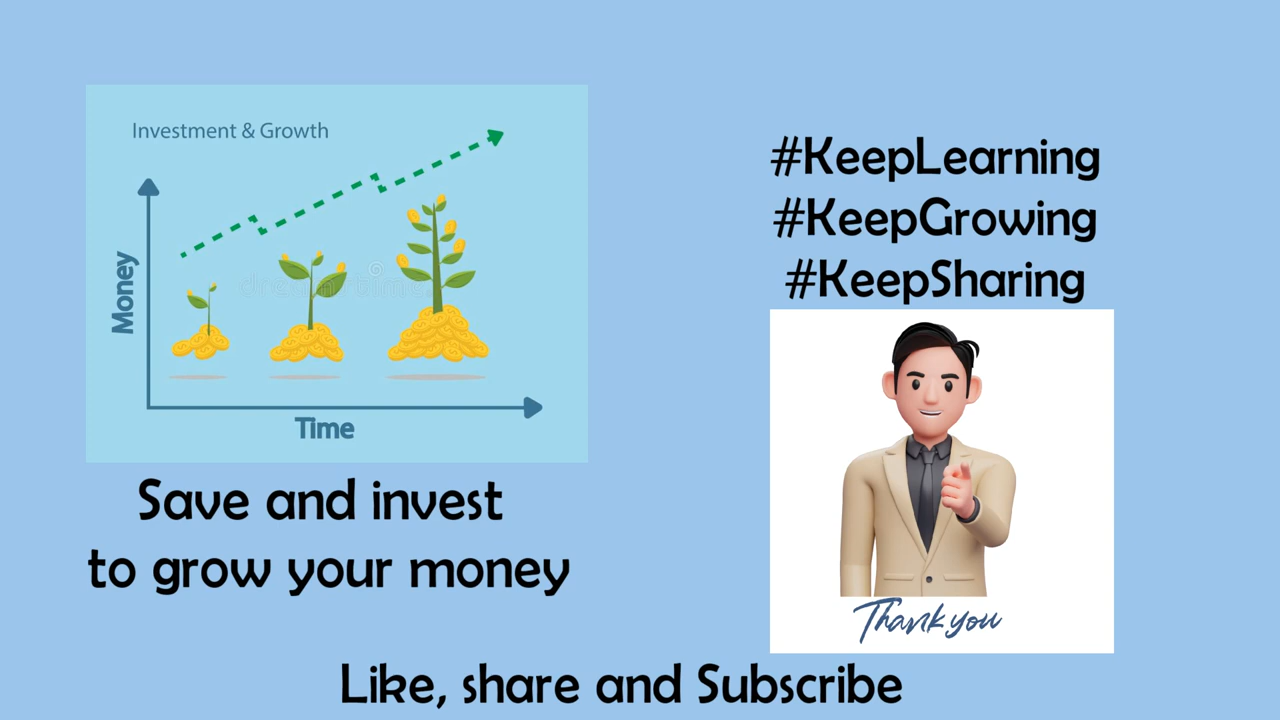 Investment & Growth
Money
Time
dreamstime
Save and invest
to grow your money
#KeepLearning
#KeepGrowing
#KeepSharing
Thank you
Like, share and Subscribe